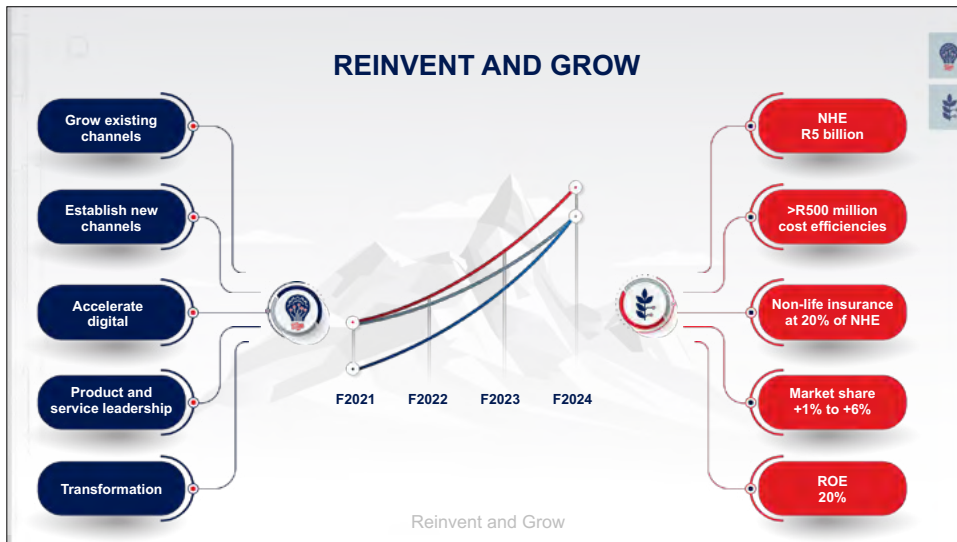 REINVENT AND GROW
Grow existing
channels
Establish new
channels
Accelerate
digital
Product and
service leadership
Transformation
F2021
F2022
F2023
F2024
NHE
R5 billion
>R500 million
cost efficiencies
Non-life insurance
at 20% of NHE
Market share
+1% to +6%
ROE
20%
Reinvent and Grow